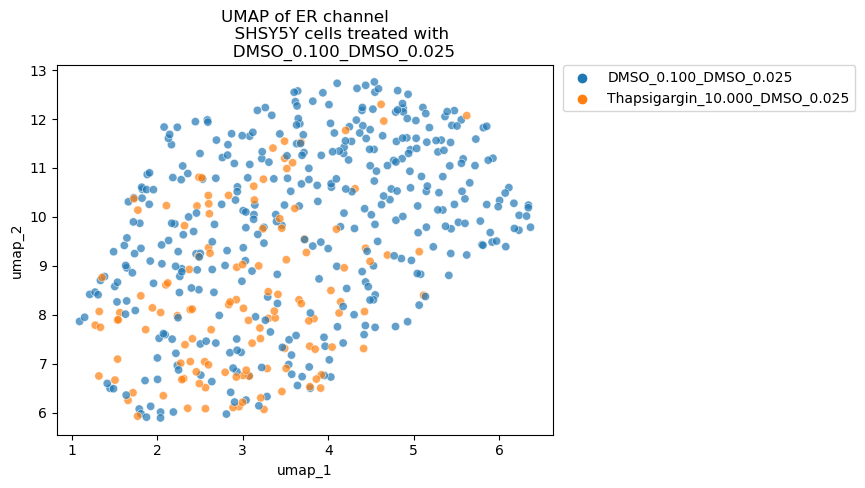 UMAP of ER channel
SHSY5Y cells treated with
DMSO_0.100_DMSO_0.025
DMSO_0.100_DMSO_0.025
Thapsigargin_10.000_DMSO_0.025
13
12
11
10
9
8
7
6
umap_2
1 2 3 4 5 6
umap_1